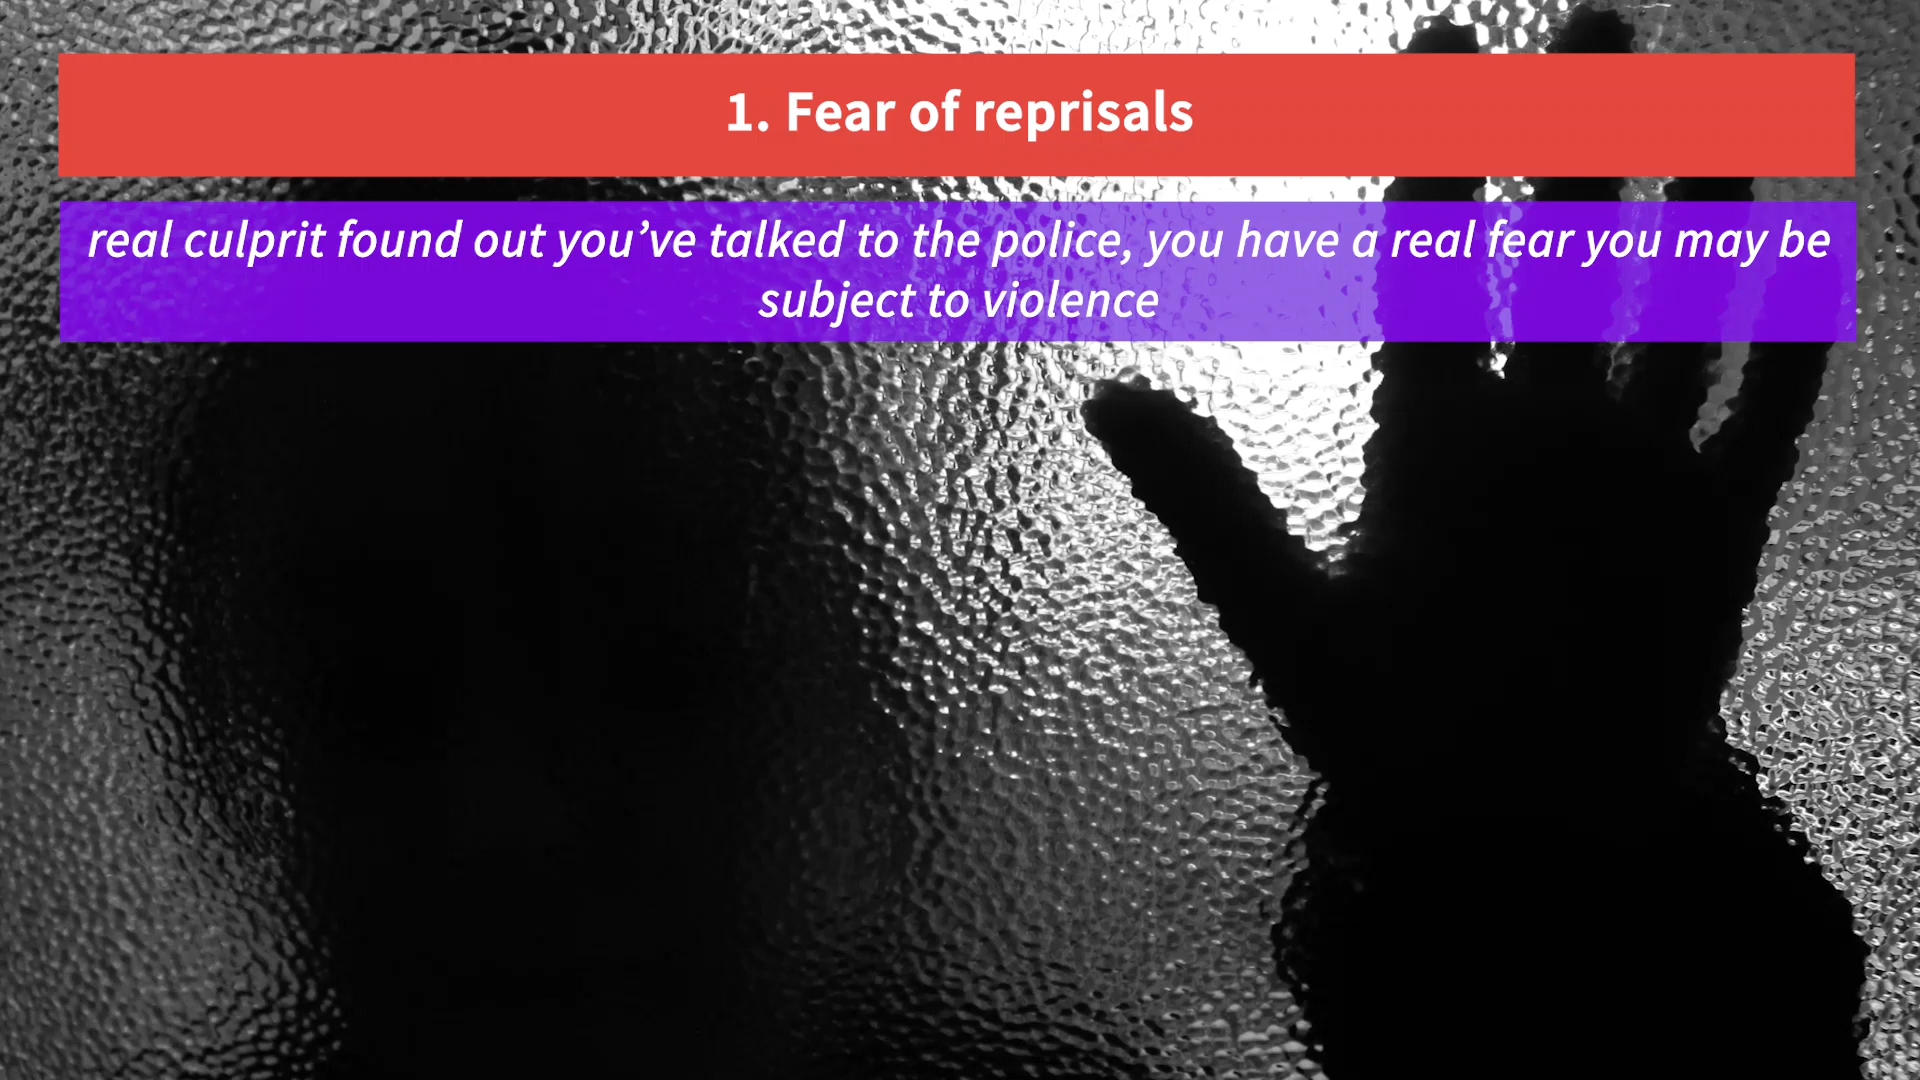 1. Fear of reprisals
real culprit found out you’ve talked to the police, you have a real fear you may be
subject to violence